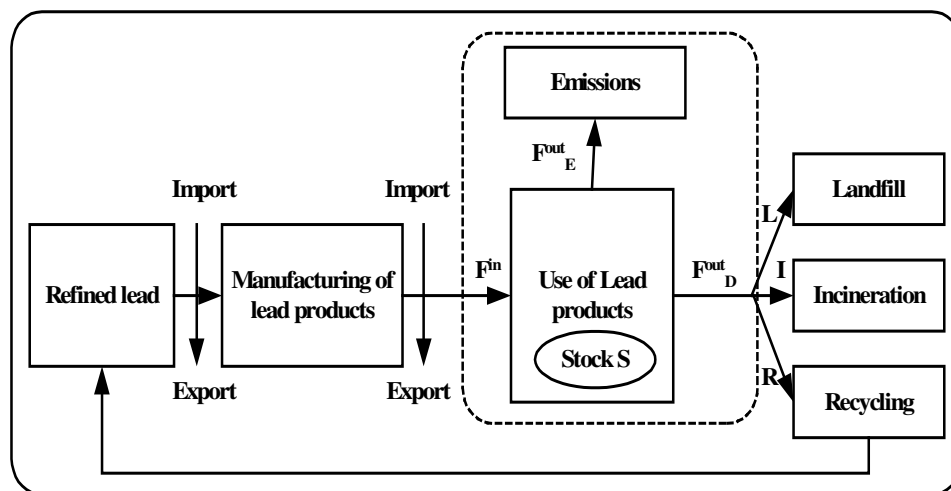 Emissions
F^out_E
Import
Import
Landfill
L
Refined lead
Manufacturing of
lead products
F^in
Use of Lead
products
F^out_D
I
Incineration
Stock S
Export
Export
R
Recycling